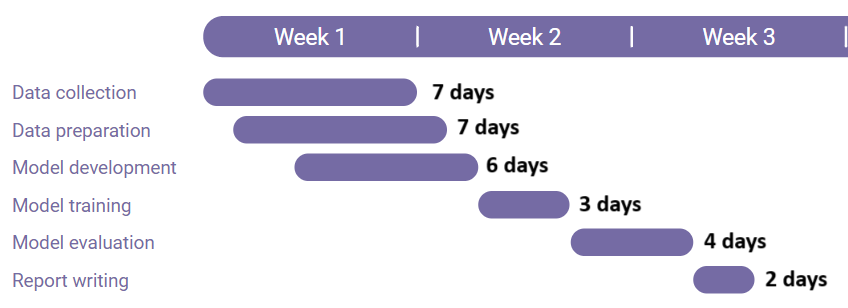 Week 1 | Week 2 | Week 3 |
Data collection 7 days
Data preparation 7 days
Model development 6 days
Model training 3 days
Model evaluation 4 days
Report writing 2 days